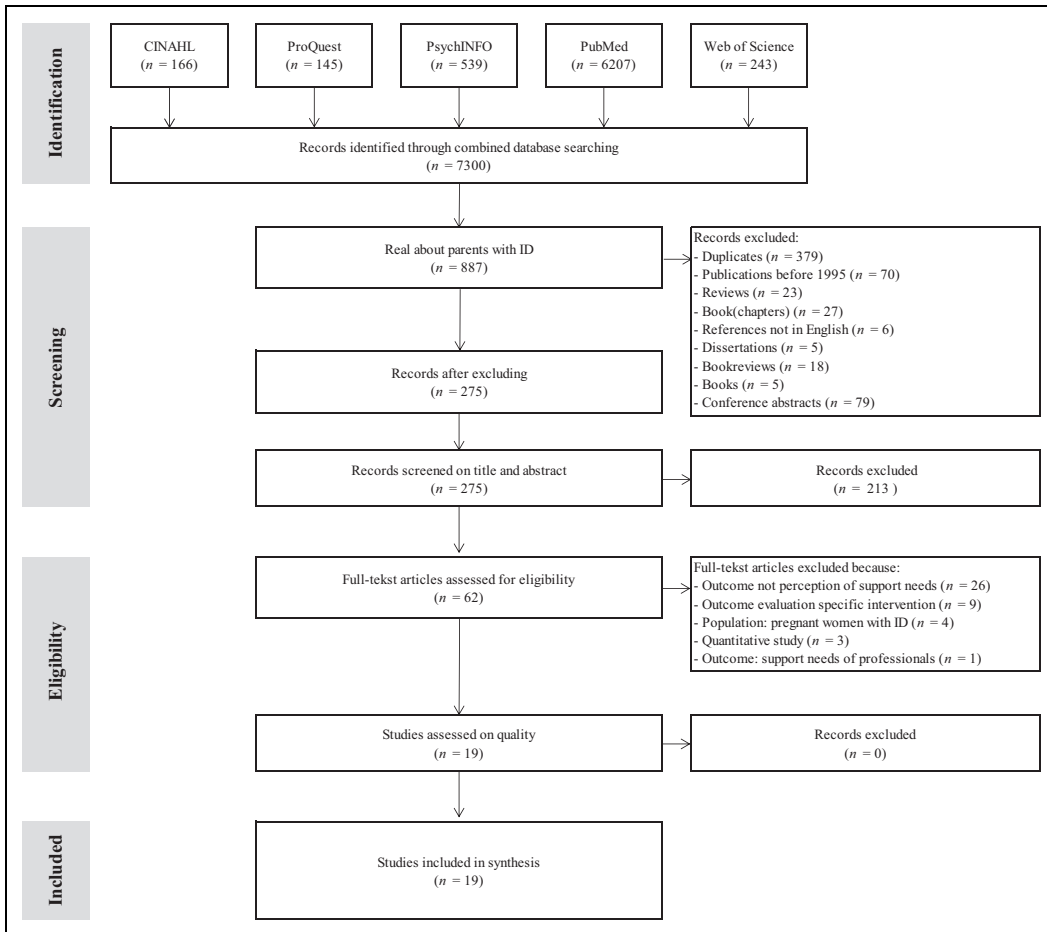 Identification
CINAHL
(n = 166)
ProQuest
(n = 145)
PsychINFO
(n = 539)
PubMed
(n = 6207)
Web of Science
(n = 243)
Records identified through combined database searching
(n = 7300)
Screening
Real about parents with ID
(n = 887)
Records excluded:
- Duplicates (n = 379)
- Publications before 1995 (n = 70)
- Reviews (n = 23)
- Book(chapters) (n = 27)
- References not in English (n = 6)
- Dissertations (n = 5)
- Bookreviews (n = 18)
- Books (n = 5)
- Conference abstracts (n = 79)
Records after excluding
(n = 275)
Records screened on title and abstract
(n = 275)
Records excluded
(n = 213 )
Eligibility
Full-tekst articles assessed for eligibility
(n = 62)
Full-tekst articles excluded because:
- Outcome not perception of support needs (n = 26)
- Outcome evaluation specific intervention (n = 9)
- Population: pregnant women with ID (n = 4)
- Quantitative study (n = 3)
- Outcome: support needs of professionals (n = 1)
Studies assessed on quality
(n = 19)
Records excluded
(n = 0)
Included
Studies included in synthesis
(n = 19)